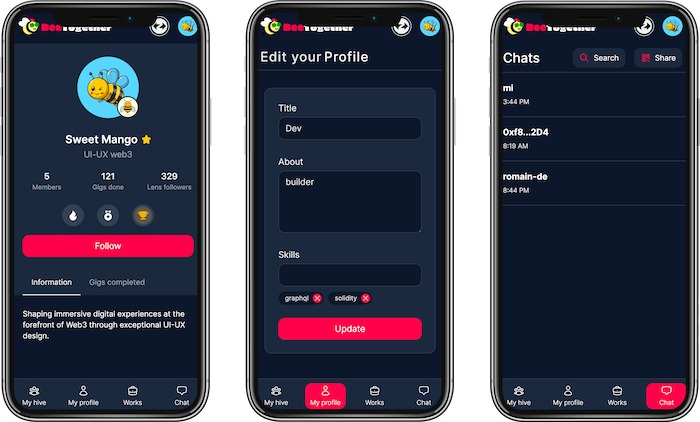 BeeTogether
Sweet Mango
UI-UX web3
5
Members
121
Gigs done
329
Lens followers
Follow
Information
Gigs completed
Shaping immersive digital experiences at the
forefront of Web3 through exceptional UI-UX
design.
My hive
My profile
Works
Chat
BeeTogether
Edit your Profile
Title
Dev
About
builder
Skills
graphql
solidity
Update
My hive
My profile
Works
Chat
BeeTogether
Chats
Search
Share
mi
3:44 PM
0xf8...2D4
8:19 AM
romain-de
8:44 PM
My hive
My profile
Works
Chat